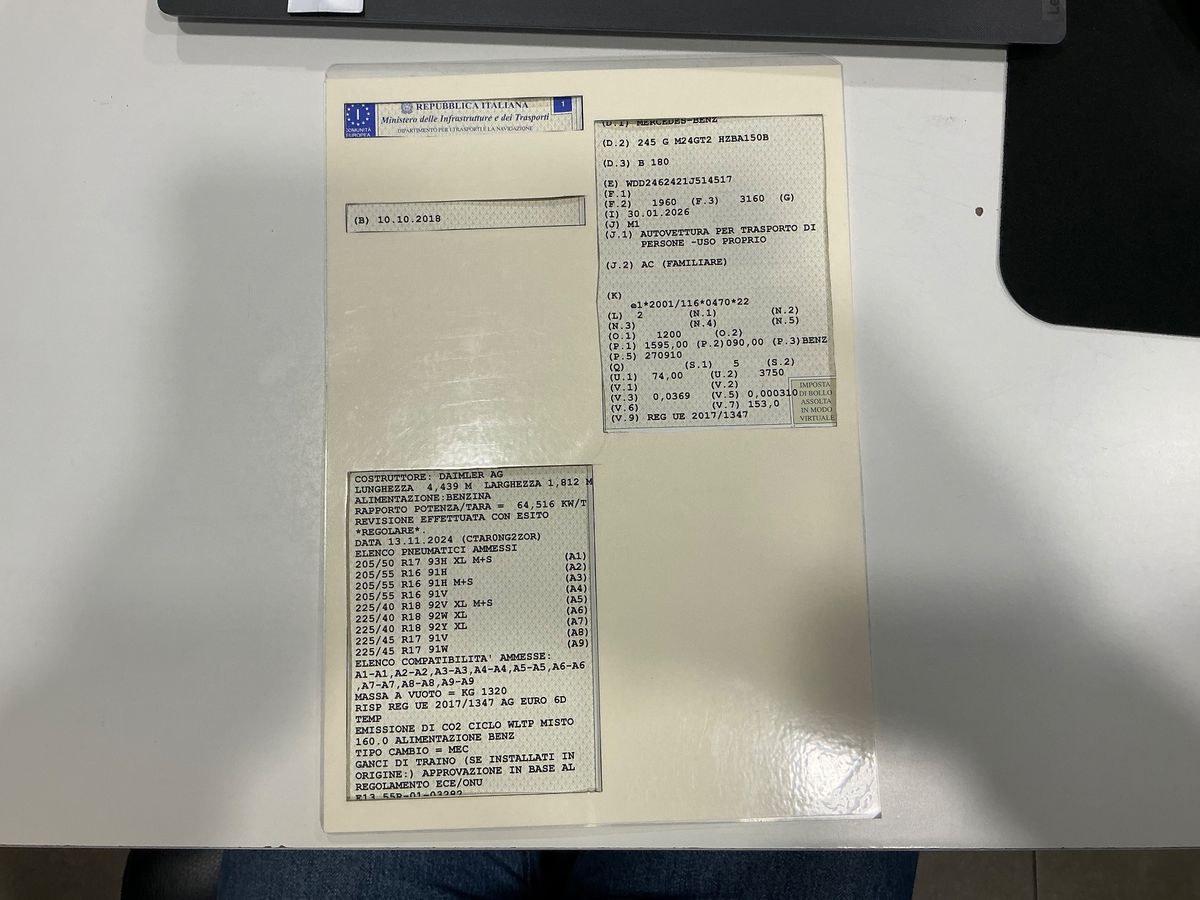 COMUNITA
EUROPEA
I
REPUBBLICA ITALIANA
Ministero delle Infrastrutture e dei Trasporti
DIPARTIMENTO PER I TRASPORTI E LA NAVIGAZIONE
1
(B) 10.10.2018
(D.1) MERCEDES-BENZ
(D.2) 245 G M24GT2 HZBA150B
(D.3) B 180
(E) WDD2462421J514517
(F.1)
(F.2) 1960 (F.3) 3160 (G)
(I) 30.01.2026
(J) M1
(J.1) AUTOVETTURA PER TRASPORTO DI
PERSONE -USO PROPRIO
(J.2) AC (FAMILIARE)
(K)
e1*2001/116*0470*22
(L) 2 (N.1) (N.2)
(N.3) (N.4) (N.5)
(O.1) 1200 (O.2)
(P.1) 1595,00 (P.2)090,00 (P.3)BENZ
(P.5) 270910
(Q) (S.1) 5 (S.2)
(U.1) 74,00 (U.2) 3750
(V.1) (V.2)
(V.3) 0,0369 (V.5) 0,000310
(V.6) (V.7) 153,0
(V.9) REG UE 2017/1347
IMPOSTA
DI BOLLO
ASSOLTA
IN MODO
VIRTUALE
COSTRUTTORE: DAIMLER AG
LUNGHEZZA 4,439 M LARGHEZZA 1,812 M
ALIMENTAZIONE:BENZINA
RAPPORTO POTENZA/TARA = 64,516 KW/T
REVISIONE EFFETTUATA CON ESITO
*REGOLARE*.
DATA 13.11.2024 (CTAR0NG2ZOR)
ELENCO PNEUMATICI AMMESSI
205/50 R17 93H XL M+S (A1)
205/55 R16 91H (A2)
205/55 R16 91H M+S (A3)
205/55 R16 91V (A4)
225/40 R18 92V XL M+S (A5)
225/40 R18 92W XL (A6)
225/40 R18 92Y XL (A7)
225/45 R17 91V (A8)
225/45 R17 91W (A9)
ELENCO COMPATIBILITA' AMMESSE:
A1-A1,A2-A2,A3-A3,A4-A4,A5-A5,A6-A6
,A7-A7,A8-A8,A9-A9
MASSA A VUOTO = KG 1320
RISP REG UE 2017/1347 AG EURO 6D
TEMP
EMISSIONE DI CO2 CICLO WLTP MISTO
160.0 ALIMENTAZIONE BENZ
TIPO CAMBIO = MEC
GANCI DI TRAINO (SE INSTALLATI IN
ORIGINE:) APPROVAZIONE IN BASE AL
REGOLAMENTO ECE/ONU
E13 55R-01-03282